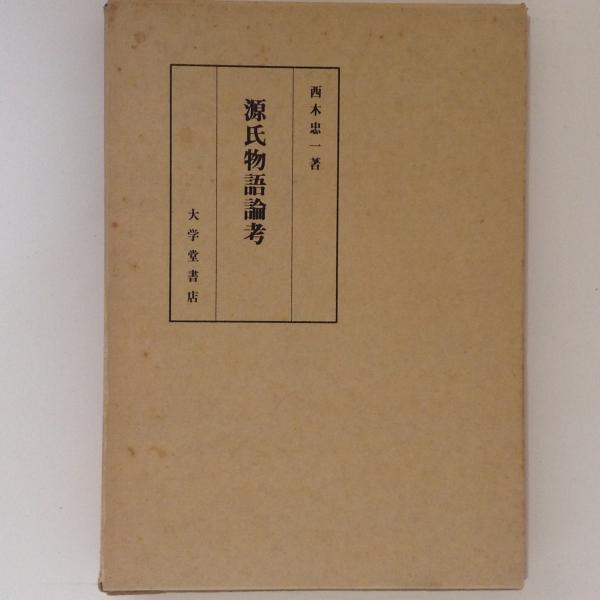 西木忠一著
源氏物語論考
大学堂書店